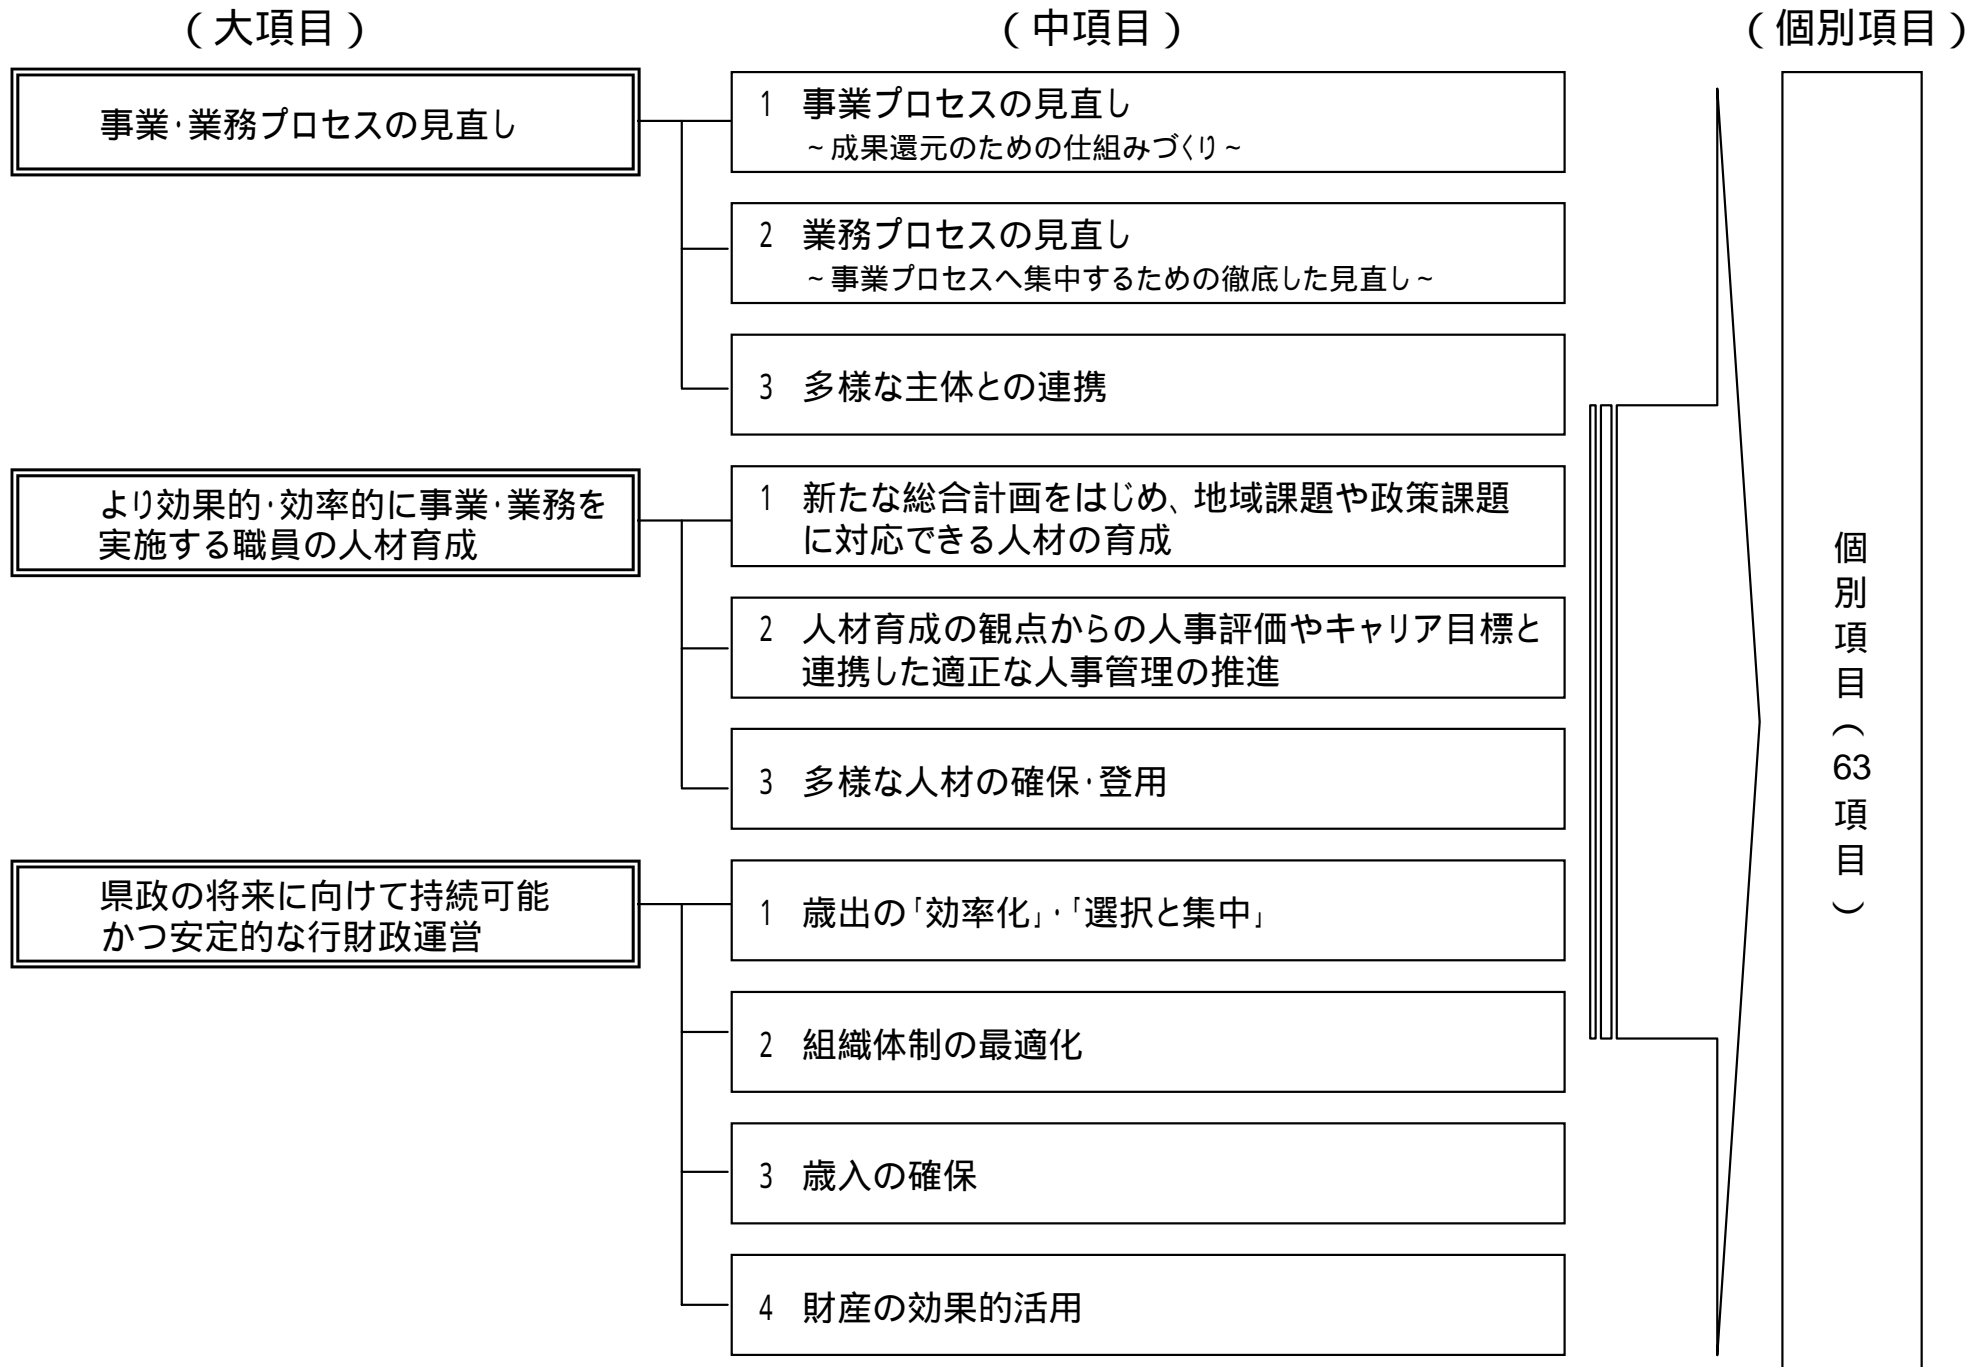 (大項目)
(中項目)
(個別項目)
事業・業務プロセスの見直し
1 事業プロセスの見直し
~成果還元のための仕組みづくり~
2 業務プロセスの見直し
~事業プロセスへ集中するための徹底した見直し~
3 多様な主体との連携
より効果的・効率的に事業・業務を
実施する職員の人材育成
1 新たな総合計画をはじめ、地域課題や政策課題
に対応できる人材の育成
2 人材育成の観点からの人事評価やキャリア目標と
連携した適正な人事管理の推進
3 多様な人材の確保・登用
県政の将来に向けて持続可能
かつ安定的な行財政運営
1 歳出の「効率化」・「選択と集中」
2 組織体制の最適化
3 歳入の確保
4 財産の効果的活用
個別項目(63項目)